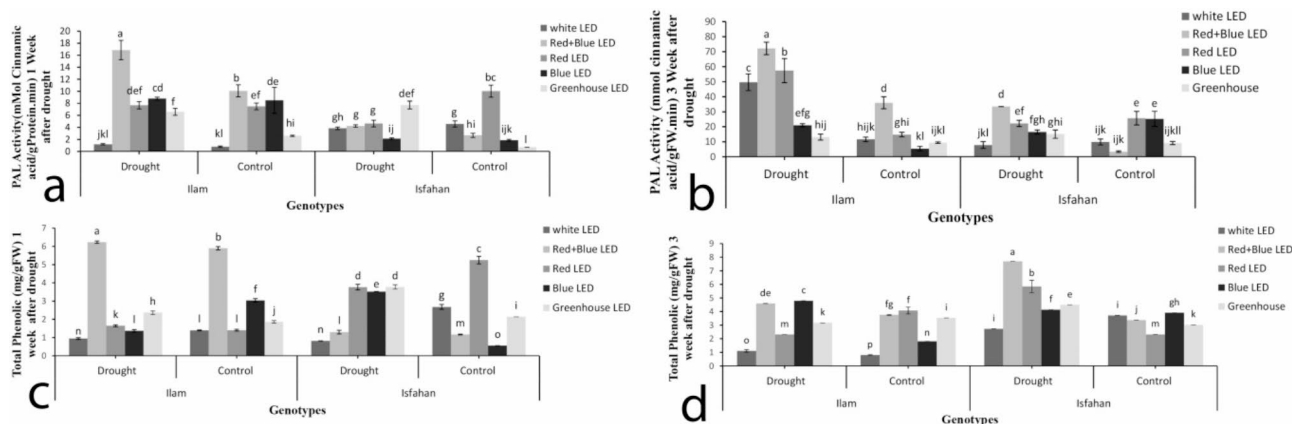 PAL Activity(mMol Cinnamic
acid/gProtein.min) 1 Week
after drought
20
18
16
14
12
10
8
6
4
2
0
jkl
a
def
cd
f
kl
b
ef
de
hi
gh
g
g
ij
def
g
hi
bc
ijk
l
white LED
Red+Blue LED
Red LED
Blue LED
Greenhouse LED
Drought
Control
Drought
Control
Ilam
Isfahan
Genotypes
a
PAL Activity (mmol cinnamic
acid/gFW.min) 3 Week after
drought
90
80
70
60
50
40
30
20
10
0
c
a
b
efg
hij
hijk
d
ghi
kl
ijkl
jkl
d
efg
fgh
ghi
ijk
ijk
e
e
ijkll
white LED
Red+Blue LED
Red LED
Blue LED
Greenhouse
Drought
Control
Drought
Control
Ilam
Isfahan
Genotypes
b
Total Phenolic (mg/gFW) 1
week after drought
7
6
5
4
3
2
1
0
n
a
k
l
h
l
b
l
f
j
n
l
d
e
d
g
m
c
o
i
white LED
Red+Blue LED
Red LED
Blue LED
Greenhouse LED
Drought
Control
Drought
Control
Ilam
Isfahan
Genotypes
c
Total Phenolic (mg/gFW) 3
week after drought
9
8
7
6
5
4
3
2
1
0
o
de
m
c
k
p
fg
f
n
i
i
a
b
f
e
i
j
m
gh
k
white LED
Red+Blue LED
Red LED
Blue LED
Greenhouse LED
Drought
Control
Drought
Control
Ilam
Isfahan
Genotypes
d